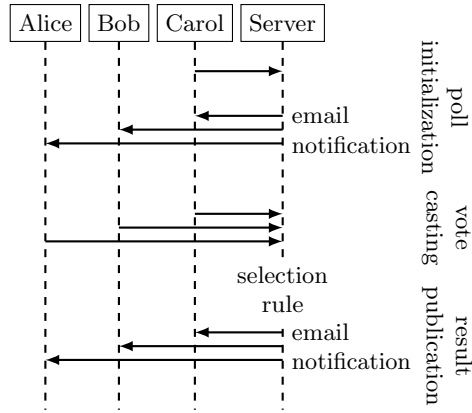 Alice Bob Carol Server
poll
initialization
email
notification
vote
casting
selection
rule
result
publication
email
notification